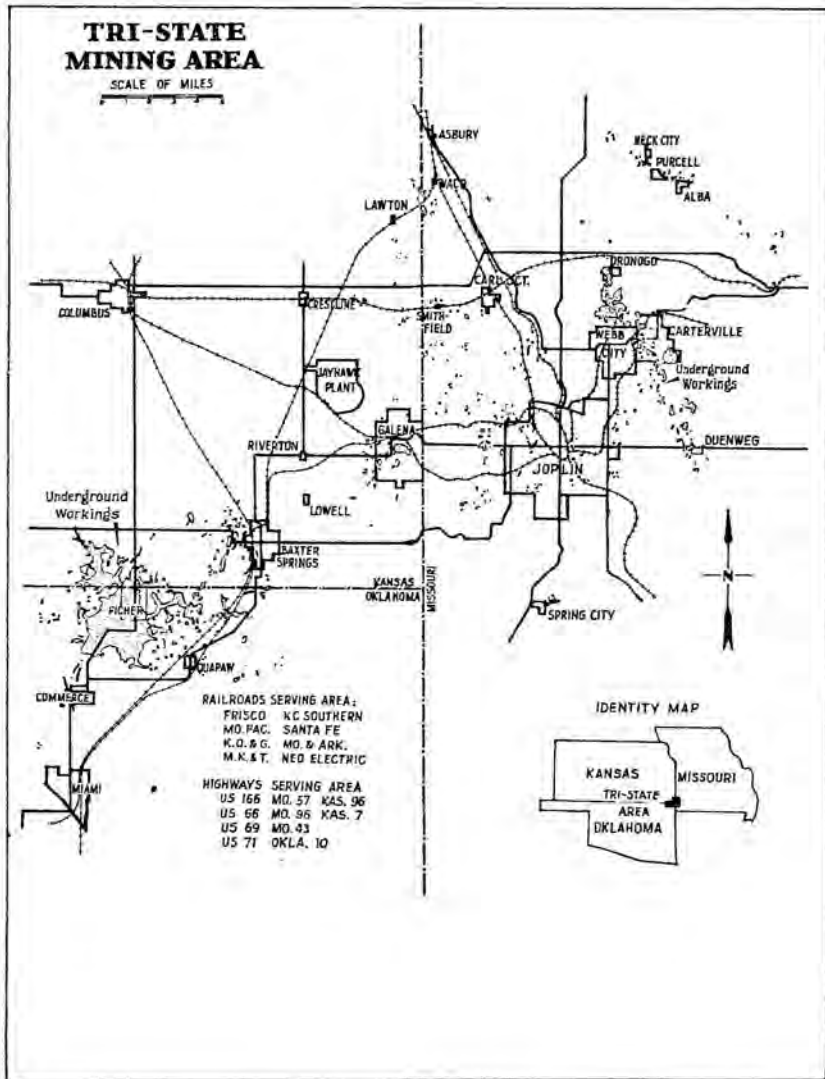 TRI-STATE
MINING AREA
SCALE OF MILES
ASBURY
NECK CITY
PURCELL
ALBA
WACO
LAWTON
ORONOGO
CARL JCT.
COLUMBUS
CRESTLINE
SMITH-
FIELD
WEBB
CITY
CARTERVILLE
Underground
Workings
JAYHAWK
PLANT
GALENA
RIVERTON
DUENWEG
JOPLIN
LOWELL
Underground
Workings
BAXTER
SPRINGS
KANSAS
OKLAHOMA
MISSOURI
N
PICHER
SPRING CITY
QUAPAW
COMMERCE
RAILROADS SERVING AREA:
FRISCO KC SOUTHERN
MO. PAC. SANTA FE
K.O. & G. MO. & ARK.
M.K. & T. NEO ELECTRIC
IDENTITY MAP
KANSAS
MISSOURI
TRI-STATE
AREA
OKLAHOMA
MIAMI
HIGHWAYS SERVING AREA
US 166 MO. 57 KAS. 96
US 66 MO. 96 KAS. 7
US 69 MO. 43
US 71 OKLA. 10